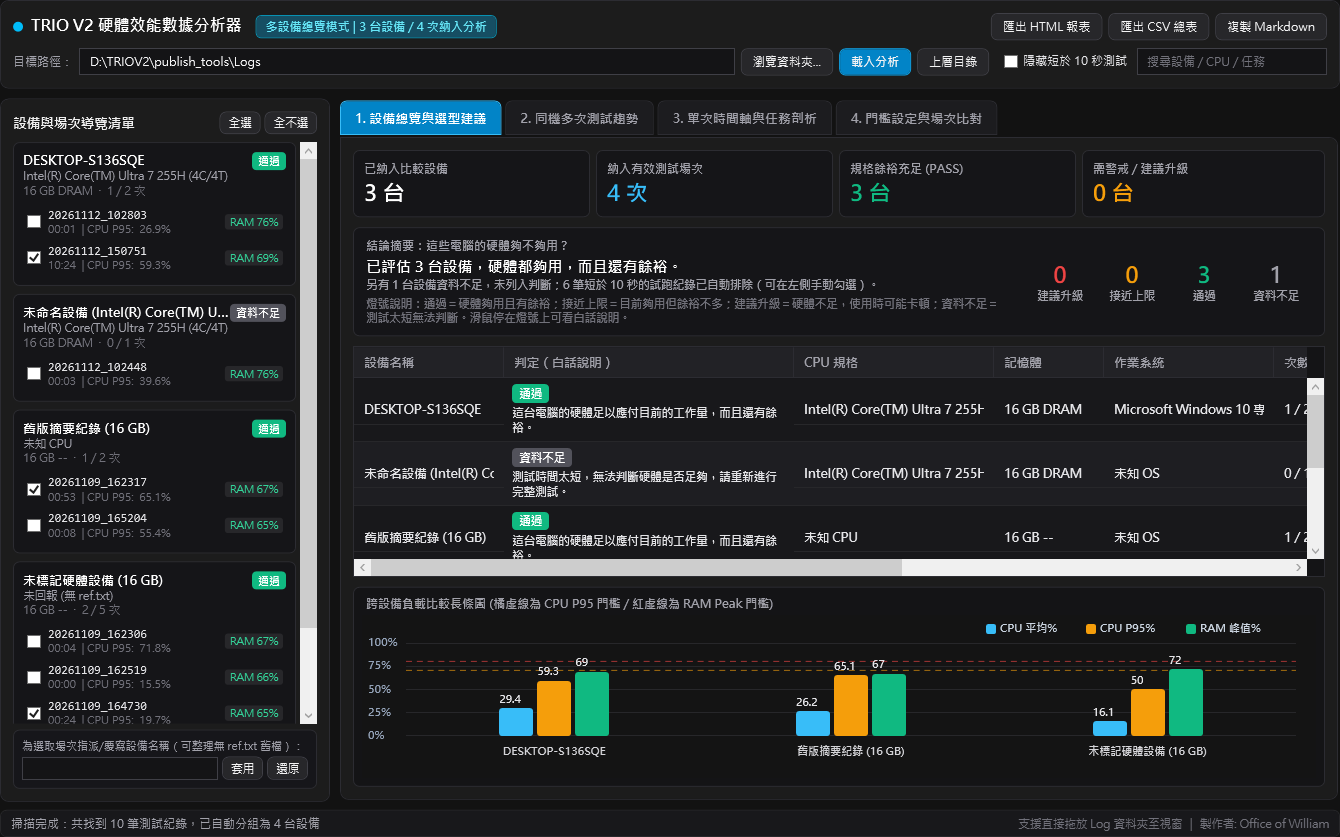 TRIO V2 硬體效能數據分析器
多設備總覽模式 | 3 台設備 / 4 次納入分析
匯出 HTML 報表
匯出 CSV 總表
複製 Markdown
目標路徑：
D:\TRIOV2\publish_tools\Logs
瀏覽資料夾...
載入分析
上層目錄
隱藏短於 10 秒測試
搜尋設備 / CPU / 任務
設備與場次導覽清單
全選
全不選
DESKTOP-S136SQE
通過
Intel(R) Core(TM) Ultra 7 255H (4C/4T)
16 GB DRAM · 1 / 2 次
20261112_102803
00:01 | CPU P95: 26.9%
RAM 76%
20261112_150751
10:24 | CPU P95: 59.3%
RAM 69%
未命名設備 (Intel(R) Core(TM) U...
資料不足
Intel(R) Core(TM) Ultra 7 255H (4C/4T)
16 GB DRAM · 0 / 1 次
20261112_102448
00:03 | CPU P95: 39.6%
RAM 76%
舊版摘要紀錄 (16 GB)
通過
未知 CPU
16 GB -- · 1 / 2 次
20261109_162317
00:53 | CPU P95: 65.1%
RAM 67%
20261109_165204
00:08 | CPU P95: 55.4%
RAM 65%
未標記硬體設備 (16 GB)
通過
未回報 (無 ref.txt)
16 GB -- · 2 / 5 次
20261109_162306
00:04 | CPU P95: 71.8%
RAM 67%
20261109_162519
00:00 | CPU P95: 15.5%
RAM 66%
20261109_164730
00:24 | CPU P95: 19.7%
RAM 65%
為選取場次指派/覆寫設備名稱（可整理無 ref.txt 舊檔）：
套用
還原
1. 設備總覽與選型建議
2. 同機多次測試趨勢
3. 單次時間軸與任務剖析
4. 門檻設定與場次比對
已納入比較設備
3 台
納入有效測試場次
4 次
規格餘裕充足 (PASS)
3 台
需警戒 / 建議升級
0 台
結論摘要：這些電腦的硬體夠不夠用？
已評估 3 台設備，硬體都夠用，而且還有餘裕。
另有 1 台設備資料不足，未列入判斷；6 筆短於 10 秒的試跑紀錄已自動排除（可在左側手動勾選）。
燈號說明：通過＝硬體夠用且有餘裕；接近上限＝目前夠用但餘裕不多；建議升級＝硬體不足，使用時可能卡頓；資料不足＝
測試太短無法判斷。滑鼠停在燈號上可看白話說明。
0
建議升級
0
接近上限
3
通過
1
資料不足
設備名稱
判定（白話說明）
CPU 規格
記憶體
作業系統
次數
DESKTOP-S136SQE
通過
這台電腦的硬體足以應付目前的工作量，而且還有餘
裕。
Intel(R) Core(TM) Ultra 7 255H
16 GB DRAM
Microsoft Windows 10 專
1 / 2
未命名設備 (Intel(R) Co
資料不足
測試時間太短，無法判斷硬體是否足夠，請重新進行
完整測試。
Intel(R) Core(TM) Ultra 7 255H
16 GB DRAM
未知 OS
0 / 1
舊版摘要紀錄 (16 GB)
通過
這台電腦的硬體足以應付目前的工作量，而且還有餘
裕。
未知 CPU
16 GB --
未知 OS
1 / 2
跨設備負載比較長條圖 (橘虛線為 CPU P95 門檻 / 紅虛線為 RAM Peak 門檻)
CPU 平均%
CPU P95%
RAM 峰值%
100%
75%
50%
25%
0%
29.4
59.3
69
26.2
65.1
67
16.1
50
72
DESKTOP-S136SQE
舊版摘要紀錄 (16 GB)
未標記硬體設備 (16 GB)
掃描完成：共找到 10 筆測試紀錄，已自動分組為 4 台設備
支援直接拖放 Log 資料夾至視窗 | 製作者: Office of William